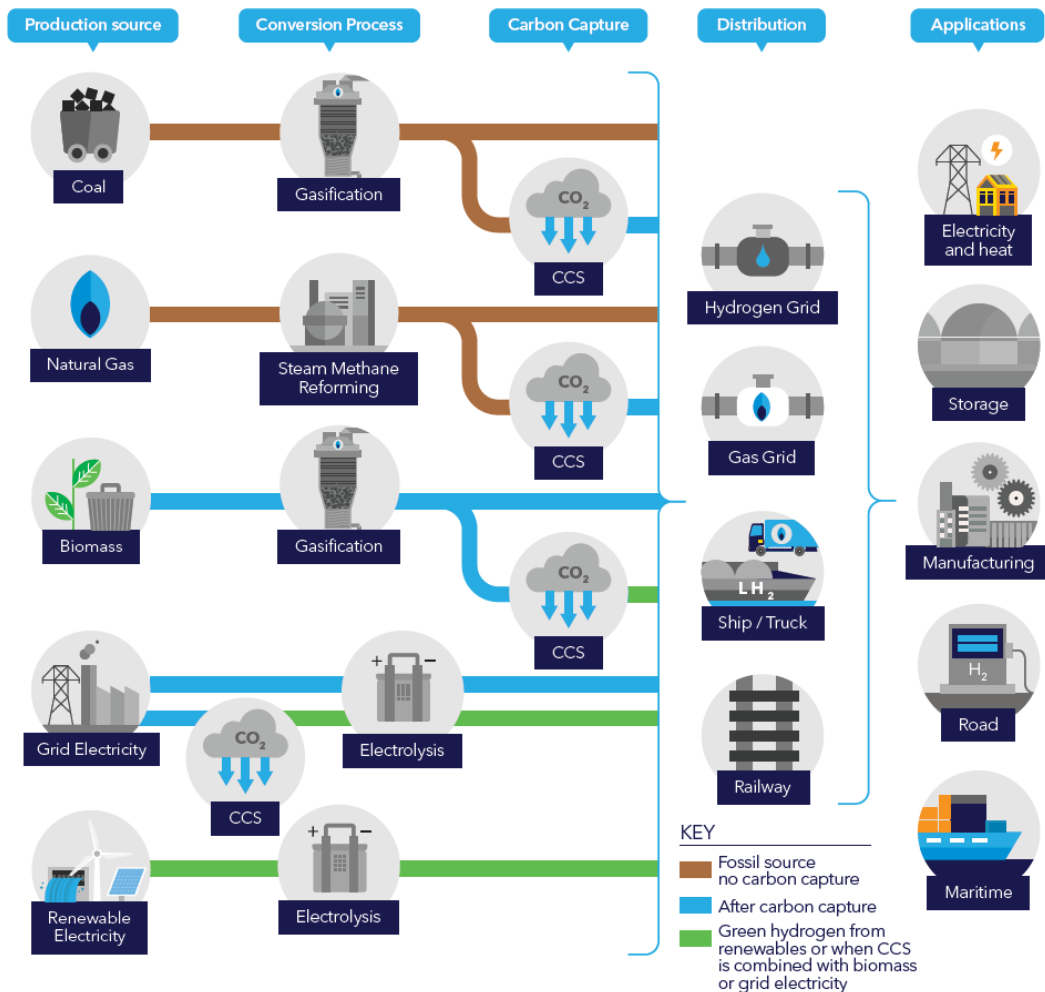 Production source
Conversion Process
Carbon Capture
Distribution
Applications
Coal
Gasification
CO2
CCS
Natural Gas
Steam Methane
Reforming
CO2
CCS
Biomass
Gasification
CO2
CCS
Grid Electricity
CO2
CCS
+ −
Electrolysis
Renewable
Electricity
+ −
Electrolysis
Hydrogen Grid
Gas Grid
LH2
Ship / Truck
Railway
Electricity
and heat
Storage
Manufacturing
H2
Road
Maritime
KEY
Fossil source
no carbon capture
After carbon capture
Green hydrogen from
renewables or when CCS
is combined with biomass
or grid electricity